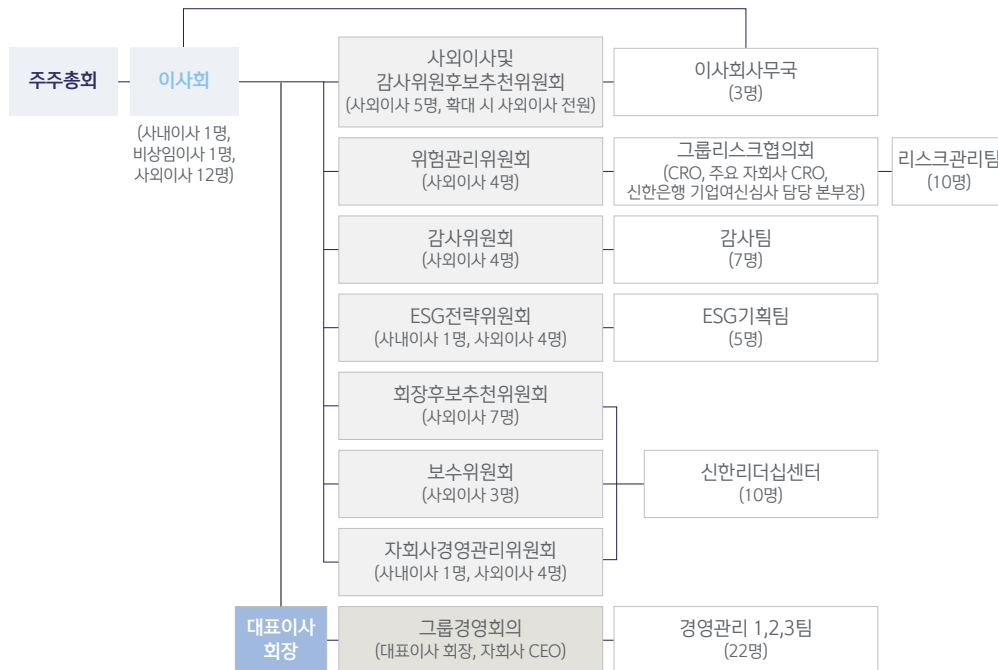 주주총회
이사회
(사내이사 1명,
비상임이사 1명,
사외이사 12명)
사외이사및
감사위원후보추천위원회
(사외이사 5명, 확대 시 사외이사 전원)
이사회사무국
(3명)
위험관리위원회
(사외이사 4명)
그룹리스크협의회
(CRO, 주요 자회사 CRO,
신한은행 기업여신심사 담당 본부장)
리스크관리팀
(10명)
감사위원회
(사외이사 4명)
감사팀
(7명)
ESG전략위원회
(사내이사 1명, 사외이사 4명)
ESG기획팀
(5명)
회장후보추천위원회
(사외이사 7명)
보수위원회
(사외이사 3명)
신한리더십센터
(10명)
자회사경영관리위원회
(사내이사 1명, 사외이사 4명)
대표이사
회장
그룹경영회의
(대표이사 회장, 자회사 CEO)
경영관리 1,2,3팀
(22명)